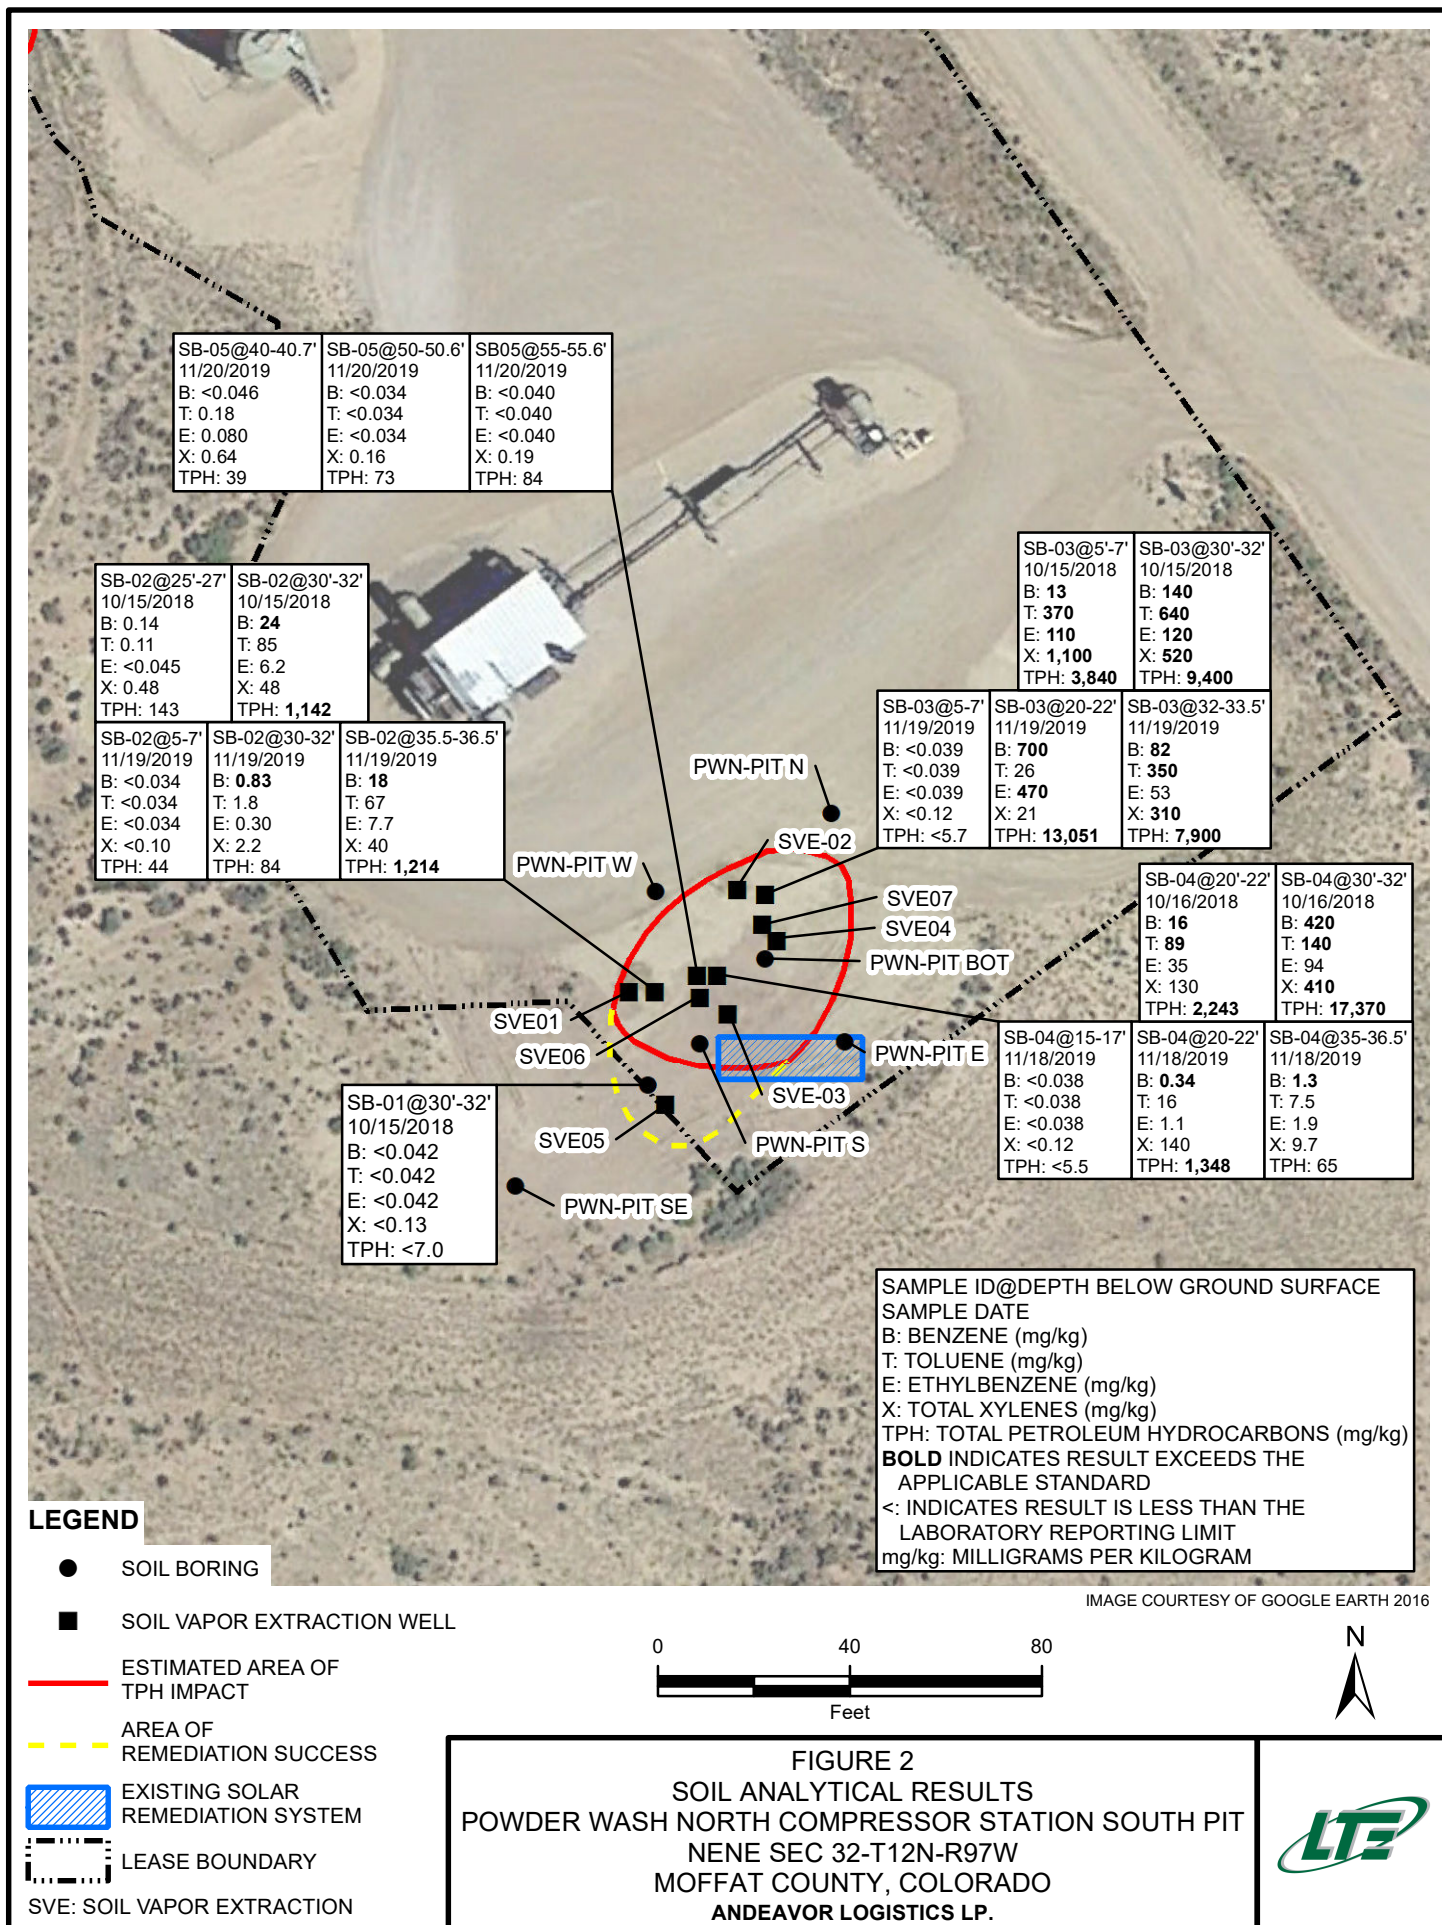 SB-05@40-40.7'
11/20/2019
B: <0.046
T: 0.18
E: 0.080
X: 0.64
TPH: 39
SB-05@50-50.6'
11/20/2019
B: <0.034
T: <0.034
E: <0.034
X: 0.16
TPH: 73
SB05@55-55.6'
11/20/2019
B: <0.040
T: <0.040
E: <0.040
X: 0.19
TPH: 84
SB-02@25'-27'
10/15/2018
B: 0.14
T: 0.11
E: <0.045
X: 0.48
TPH: 143
SB-02@30'-32'
10/15/2018
B: 24
T: 85
E: 6.2
X: 48
TPH: 1,142
SB-02@5-7'
11/19/2019
B: <0.034
T: <0.034
E: <0.034
X: <0.10
TPH: 44
SB-02@30-32'
11/19/2019
B: 0.83
T: 1.8
E: 0.30
X: 2.2
TPH: 84
SB-02@35.5-36.5'
11/19/2019
B: 18
T: 67
E: 7.7
X: 40
TPH: 1,214
SB-03@5'-7'
10/15/2018
B: 13
T: 370
E: 110
X: 1,100
TPH: 3,840
SB-03@30'-32'
10/15/2018
B: 140
T: 640
E: 120
X: 520
TPH: 9,400
SB-03@5-7'
11/19/2019
B: <0.039
T: <0.039
E: <0.039
X: <0.12
TPH: <5.7
SB-03@20-22'
11/19/2019
B: 700
T: 26
E: 470
X: 21
TPH: 13,051
SB-03@32-33.5'
11/19/2019
B: 82
T: 350
E: 53
X: 310
TPH: 7,900
PWN-PIT N
SVE-02
PWN-PIT W
SVE07
SVE04
PWN-PIT BOT
SVE01
SVE06
PWN-PIT E
SVE-03
SVE05
PWN-PIT S
PWN-PIT SE
SB-04@20'-22'
10/16/2018
B: 16
T: 89
E: 35
X: 130
TPH: 2,243
SB-04@30'-32'
10/16/2018
B: 420
T: 140
E: 94
X: 410
TPH: 17,370
SB-04@15-17'
11/18/2019
B: <0.038
T: <0.038
E: <0.038
X: <0.12
TPH: <5.5
SB-04@20-22'
11/18/2019
B: 0.34
T: 16
E: 1.1
X: 140
TPH: 1,348
SB-04@35-36.5'
11/18/2019
B: 1.3
T: 7.5
E: 1.9
X: 9.7
TPH: 65
SB-01@30'-32'
10/15/2018
B: <0.042
T: <0.042
E: <0.042
X: <0.13
TPH: <7.0
SAMPLE ID@DEPTH BELOW GROUND SURFACE
SAMPLE DATE
B: BENZENE (mg/kg)
T: TOLUENE (mg/kg)
E: ETHYLBENZENE (mg/kg)
X: TOTAL XYLENES (mg/kg)
TPH: TOTAL PETROLEUM HYDROCARBONS (mg/kg)
BOLD INDICATES RESULT EXCEEDS THE
APPLICABLE STANDARD
<: INDICATES RESULT IS LESS THAN THE
LABORATORY REPORTING LIMIT
mg/kg: MILLIGRAMS PER KILOGRAM
IMAGE COURTESY OF GOOGLE EARTH 2016
LEGEND
SOIL BORING
SOIL VAPOR EXTRACTION WELL
ESTIMATED AREA OF
TPH IMPACT
AREA OF
REMEDIATION SUCCESS
EXISTING SOLAR
REMEDIATION SYSTEM
LEASE BOUNDARY
SVE: SOIL VAPOR EXTRACTION
0 40 80
Feet
N
FIGURE 2
SOIL ANALYTICAL RESULTS
POWDER WASH NORTH COMPRESSOR STATION SOUTH PIT
NENE SEC 32-T12N-R97W
MOFFAT COUNTY, COLORADO
ANDEAVOR LOGISTICS LP.
LTE